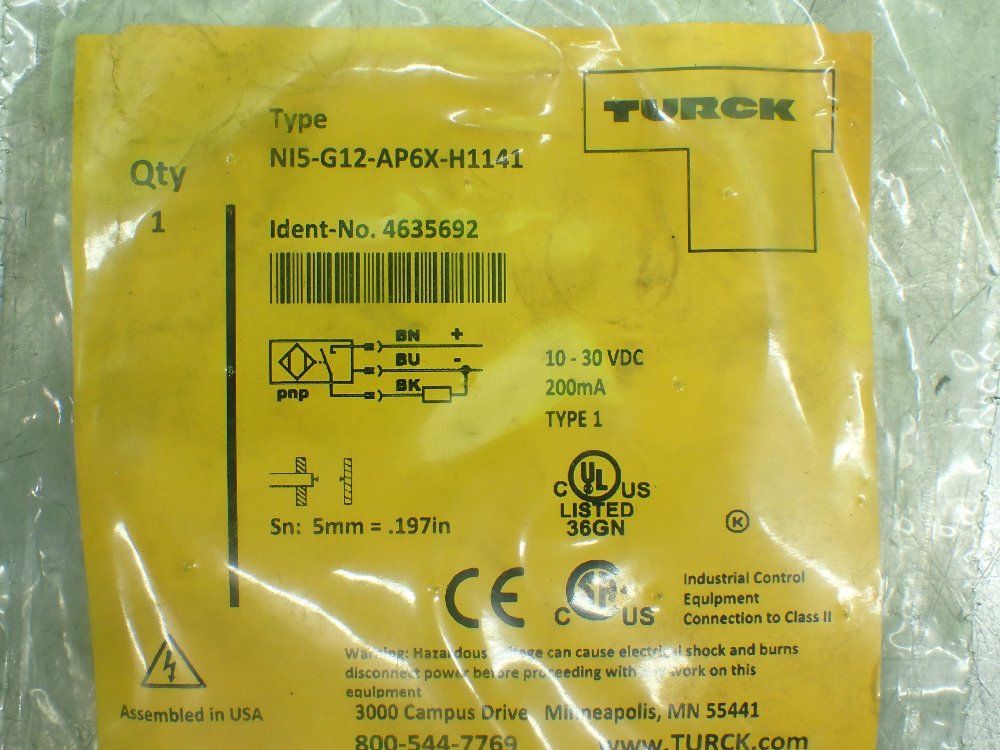 TURCK
Type
NI5-G12-AP6X-H1141
Qty
1
Ident-No. 4635692
BN +
BU -
BK
pnp
10 - 30 VDC
200mA
TYPE 1
Sn: 5mm = .197in
C UL US
LISTED
36GN
K
CE
C US
Industrial Control
Equipment
Connection to Class II
Warning: Hazardous voltage can cause electrical shock and burns
disconnect power before proceeding with any work on this
equipment
Assembled in USA
3000 Campus Drive Minneapolis, MN 55441
800-544-7769 www.TURCK.com